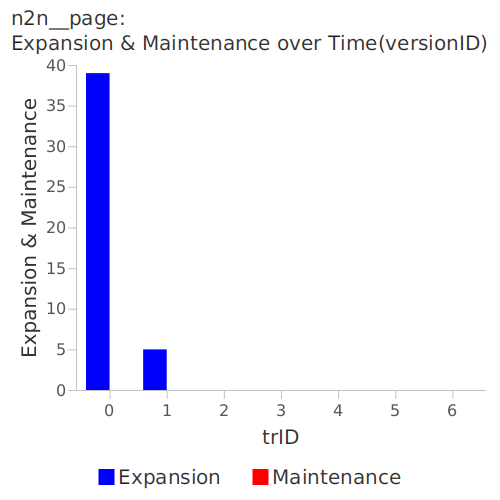 n2n__page:
Expansion & Maintenance over Time(versionID)
Expansion & Maintenance
40
35
30
25
20
15
10
5
0
0 1 2 3 4 5 6
trID
Expansion Maintenance